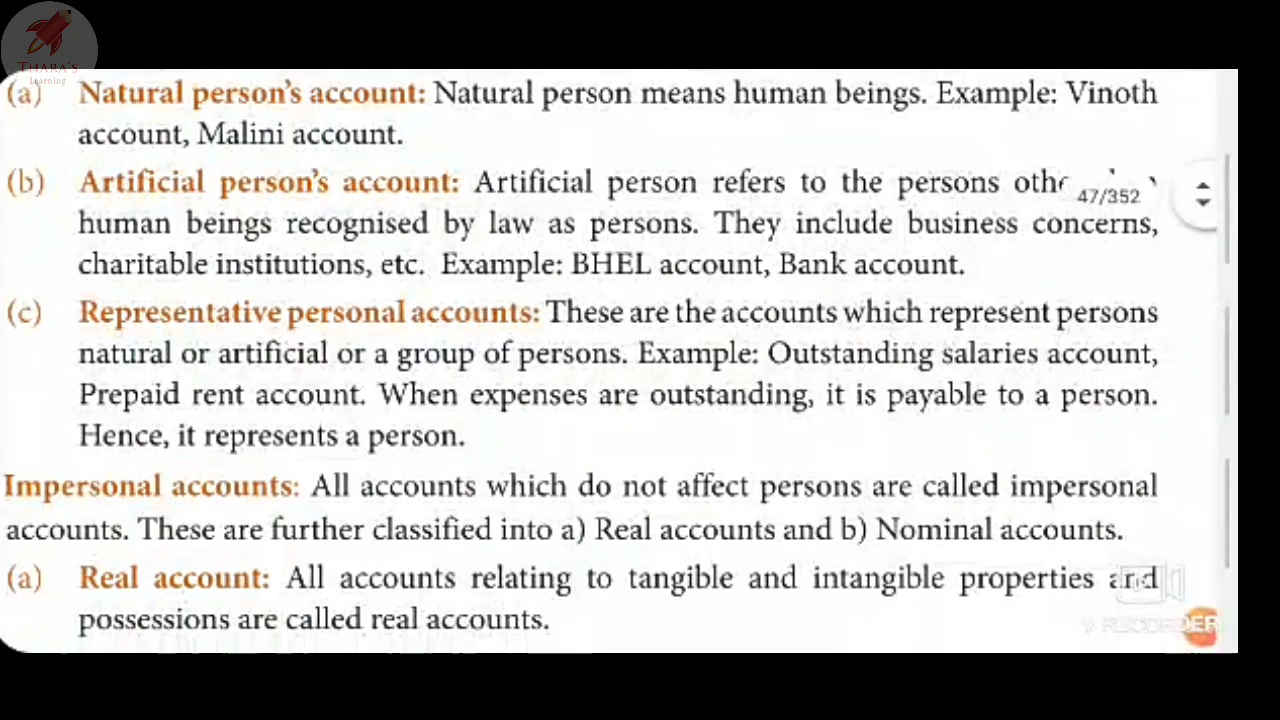 THARA'S
Learning
(a) Natural person's account: Natural person means human beings. Example: Vinoth
account, Malini account.
(b) Artificial person's account: Artificial person refers to the persons
47/352
human beings recognised by law as persons. They include business concerns,
charitable institutions, etc. Example: BHEL account, Bank account.
(c) Representative personal accounts: These are the accounts which represent persons
natural or artificial or a group of persons. Example: Outstanding salaries account,
Prepaid rent account. When expenses are outstanding, it is payable to a person.
Hence, it represents a person.
Impersonal accounts: All accounts which do not affect persons are called impersonal
accounts. These are further classified into a) Real accounts and b) Nominal accounts.
(a) Real account: All accounts relating to tangible and intangible properties and
possessions are called real accounts.
RECORDER